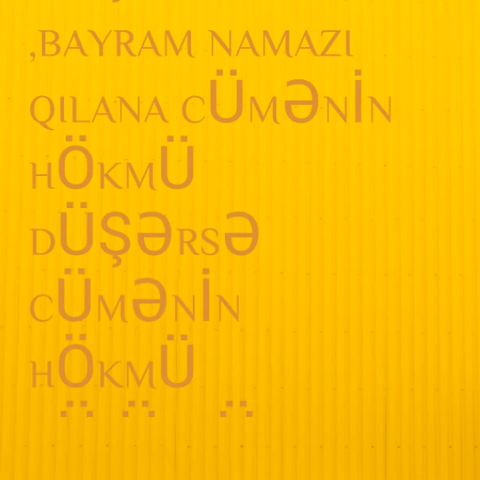 ,BAYRAM NAMAZI
QILANA CÜMƏNİN
HÖKMÜ
DÜŞƏRSƏ
CÜMƏNİN
HÖKMÜ